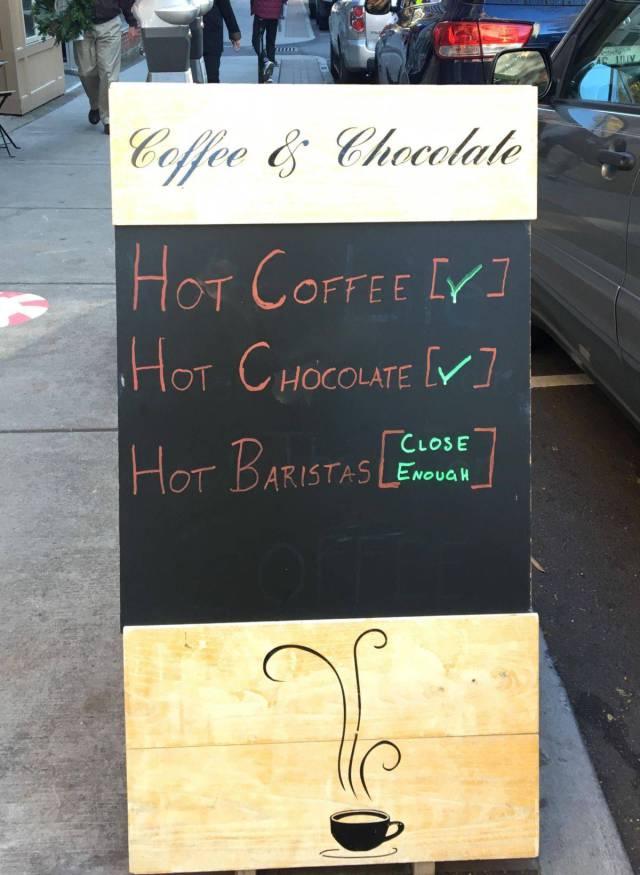 Coffee & Chocolate
HOT COFFEE [✓]
HOT CHOCOLATE [✓]
HOT BARISTAS [CLOSE ENOUGH]